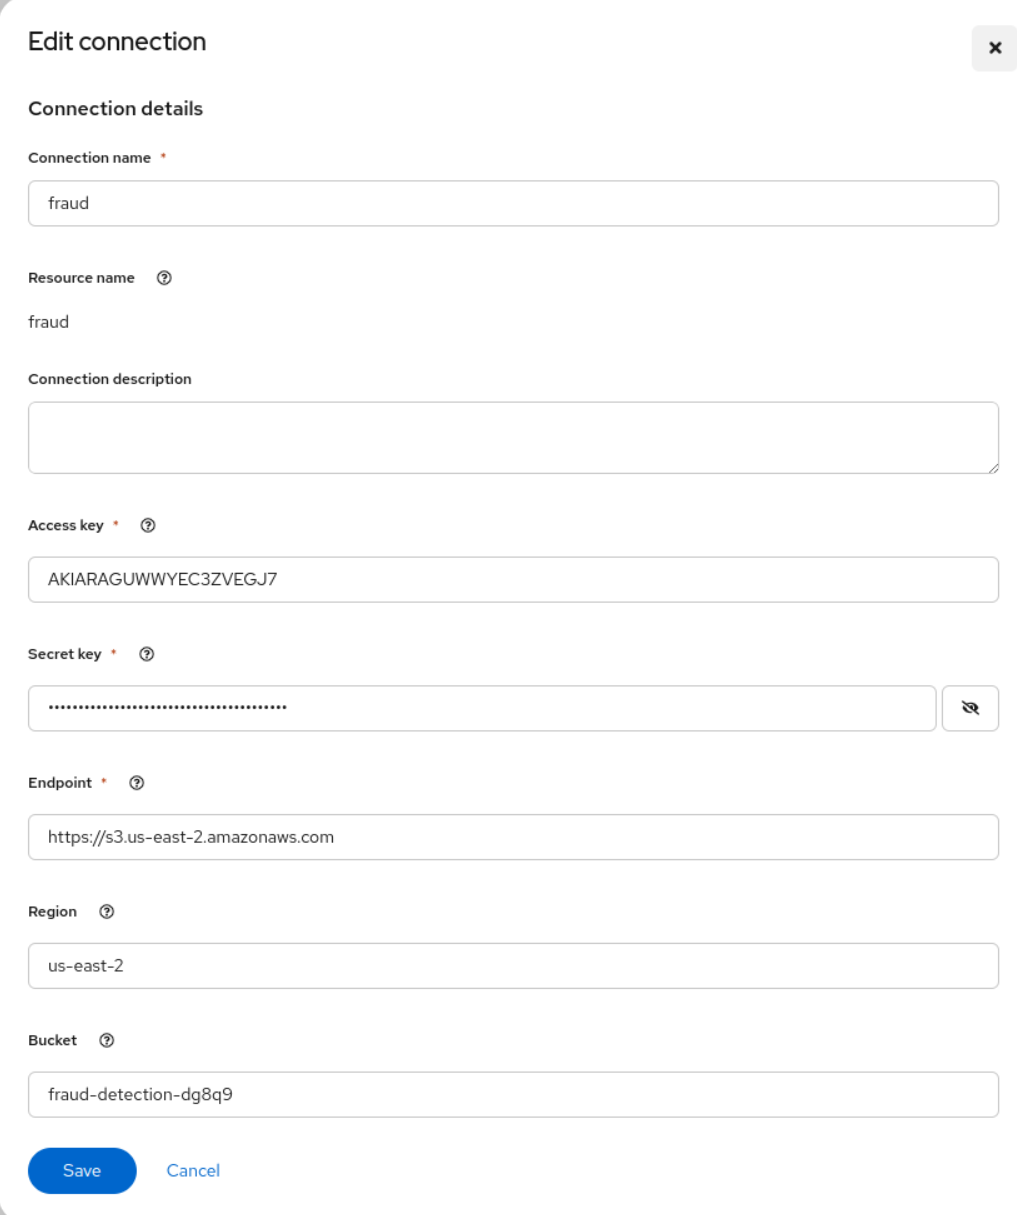 Edit connection
Connection details
Connection name *
fraud
Resource name
fraud
Connection description
Access key *
AKIARAGUWWYEC3ZVEGJ7
Secret key *
••••••••••••••••••••••••••••••••••••••••
Endpoint *
https://s3.us-east-2.amazonaws.com
Region
us-east-2
Bucket
fraud-detection-dg8q9
Save Cancel